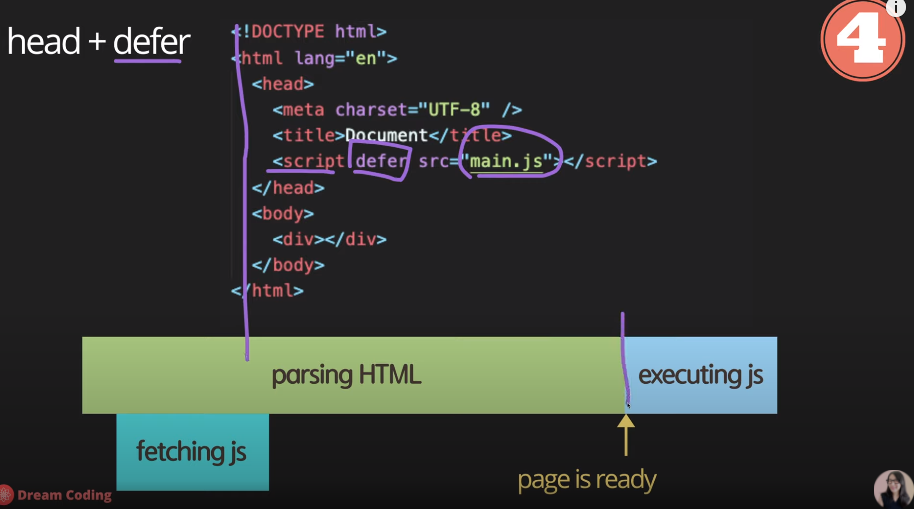 head + defer
4
i
<!DOCTYPE html>
<html lang="en">
<head>
<meta charset="UTF-8" />
<title>Document</title>
<script defer src="main.js"></script>
</head>
<body>
<div></div>
</body>
</html>
parsing HTML
executing js
fetching js
page is ready
Dream Coding